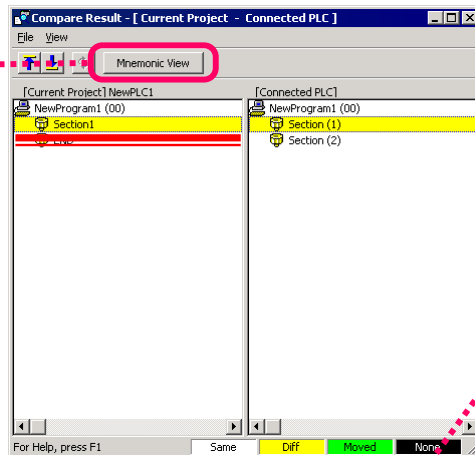 Compare Result - [ Current Project - Connected PLC ]
File View
Mnemonic View
[Current Project] NewPLC1
NewProgram1 (00)
Section1
END
[Connected PLC]
NewProgram1 (00)
Section (1)
Section (2)
For Help, press F1
Same
Diff
Moved
None